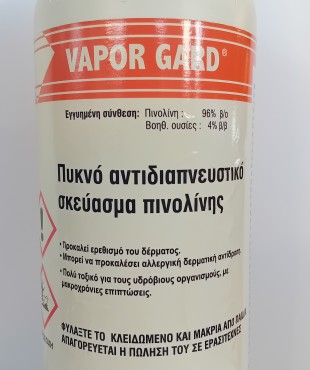 VAPOR GARD®
Εγγυημένη σύνθεση: Πινολίνη : 96% β/ο
Βοηθ. ουσίες : 4% β/β
Πυκνό αντιδιαπνευστικό
σκεύασμα πινολίνης
• Προκαλεί ερεθισμό του δέρματος.
• Μπορεί να προκαλέσει αλλεργική δερματική αντίδραση.
• Πολύ τοξικό για τους υδρόβιους οργανισμούς, με
μακροχρόνιες επιπτώσεις.
ΦΥΛΑΞΤΕ ΤΟ ΚΛΕΙΔΩΜΕΝΟ ΚΑΙ ΜΑΚΡΙΑ ΑΠΟ
ΑΠΑΓΟΡΕΥΕΤΑΙ Η ΠΩΛΗΣΗ ΤΟΥ ΣΕ ΕΡΑΣΙΤΕΧΝΕΣ